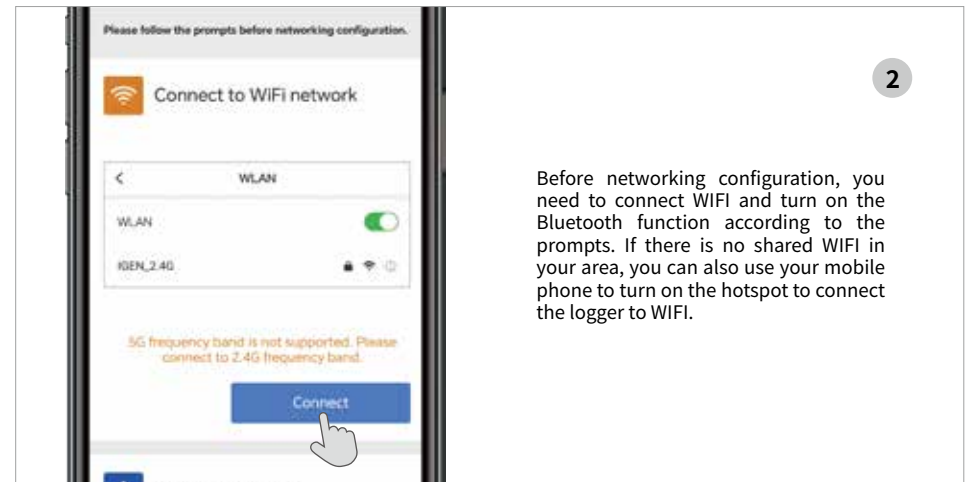 Please follow the prompts before networking configuration.
Connect to WiFi network
WLAN
WLAN
IGEN_2.4G
5G frequency band is not supported. Please
connect to 2.4G frequency band.
Connect
2
Before networking configuration, you
need to connect WIFI and turn on the
Bluetooth function according to the
prompts. If there is no shared WIFI in
your area, you can also use your mobile
phone to turn on the hotspot to connect
the logger to WIFI.